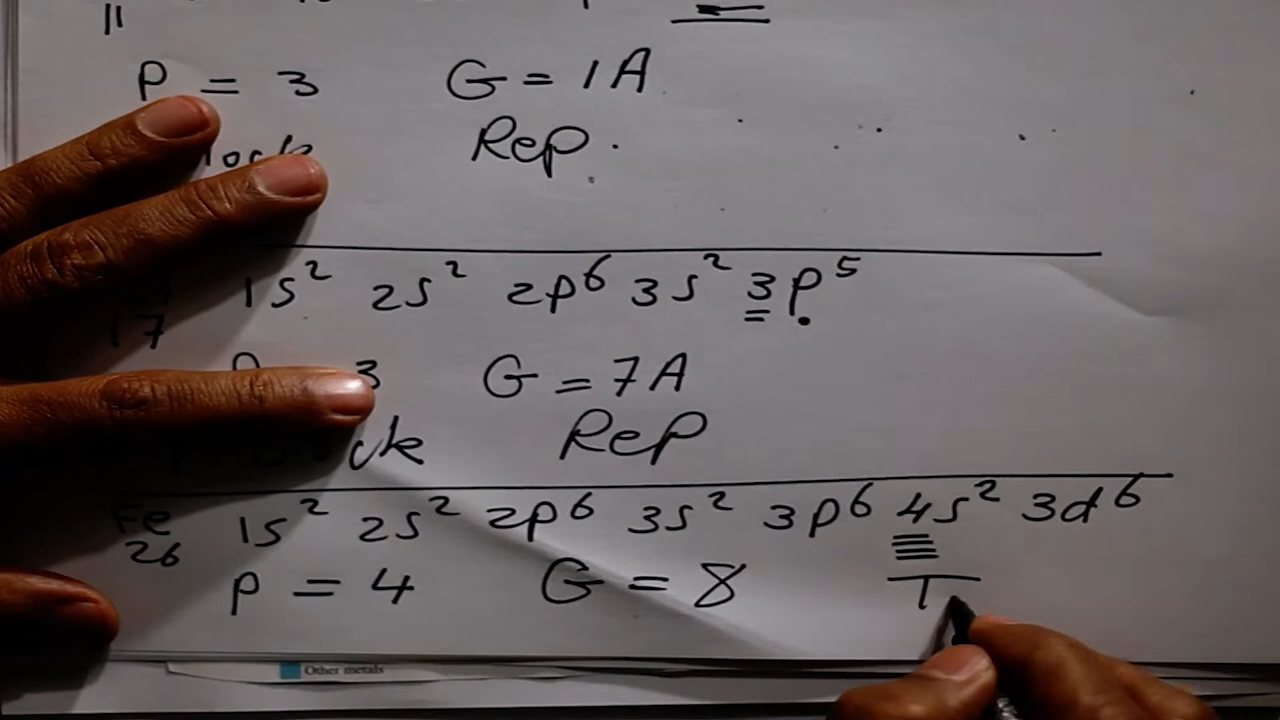 11
P = 3 G = 1A
Rep.
17 1s² 2s² 2p⁶ 3s² 3p⁵
3 G = 7A
Rep
Fe 1s² 2s² 2p⁶ 3s² 3p⁶ 4s² 3d⁶
26
P = 4 G = 8 T
Other metals